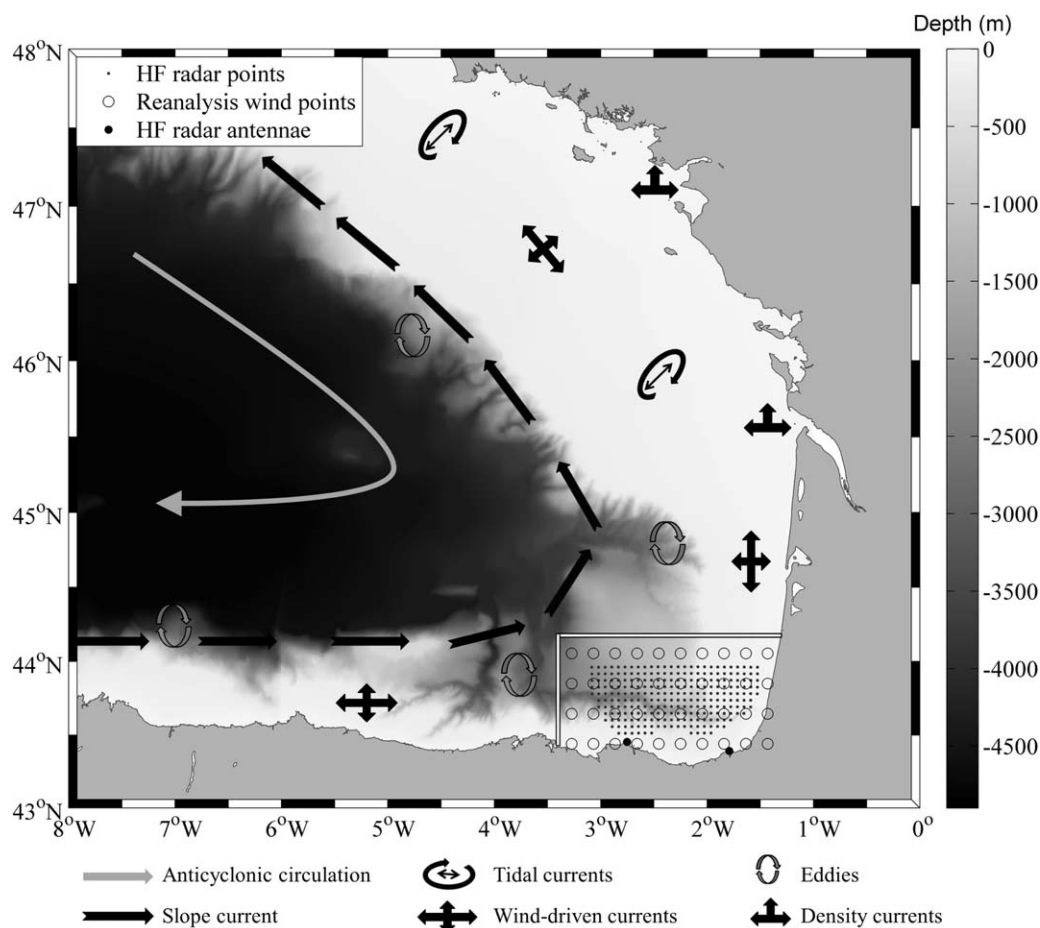 Depth (m)
48°N
47°N
46°N
45°N
44°N
43°N
HF radar points
Reanalysis wind points
HF radar antennae
0
-500
-1000
-1500
-2000
-2500
-3000
-3500
-4000
-4500
8°W 7°W 6°W 5°W 4°W 3°W 2°W 1°W 0°
Anticyclonic circulation Tidal currents Eddies
Slope current Wind-driven currents Density currents